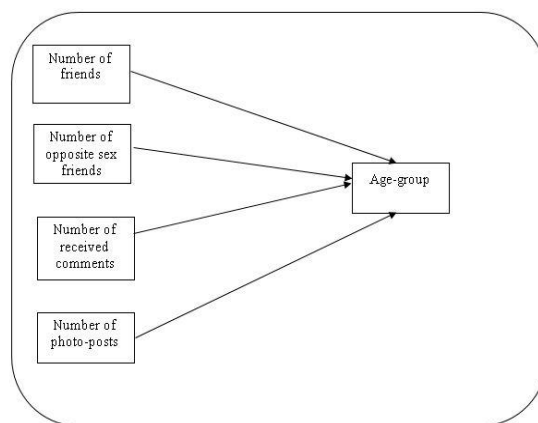 Number of
friends
Number of
opposite sex
friends
Age-group
Number of
received
comments
Number of
photo-posts